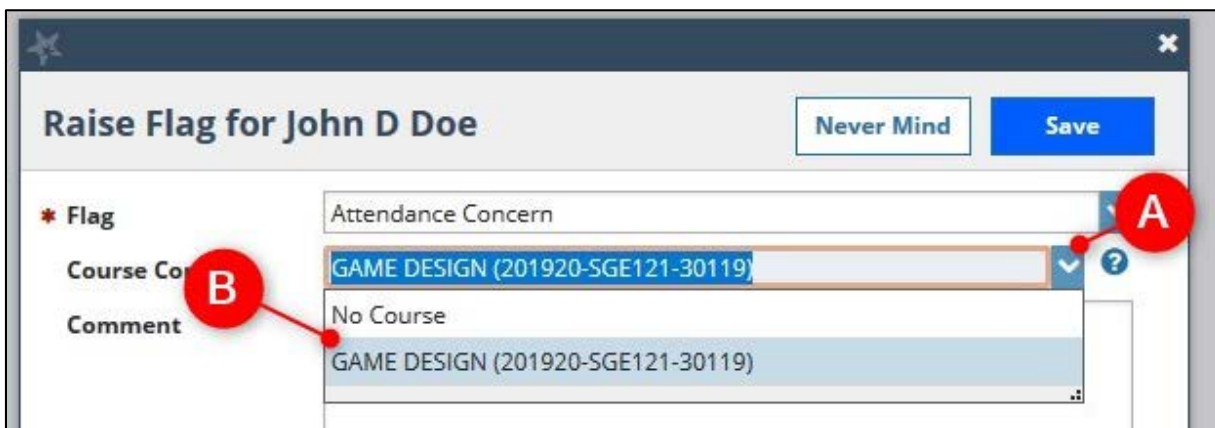 Raise Flag for John D Doe
Never Mind
Save
* Flag
Attendance Concern
A
Course Co
GAME DESIGN (201920-SGE121-30119)
?
B
Comment
No Course
GAME DESIGN (201920-SGE121-30119)